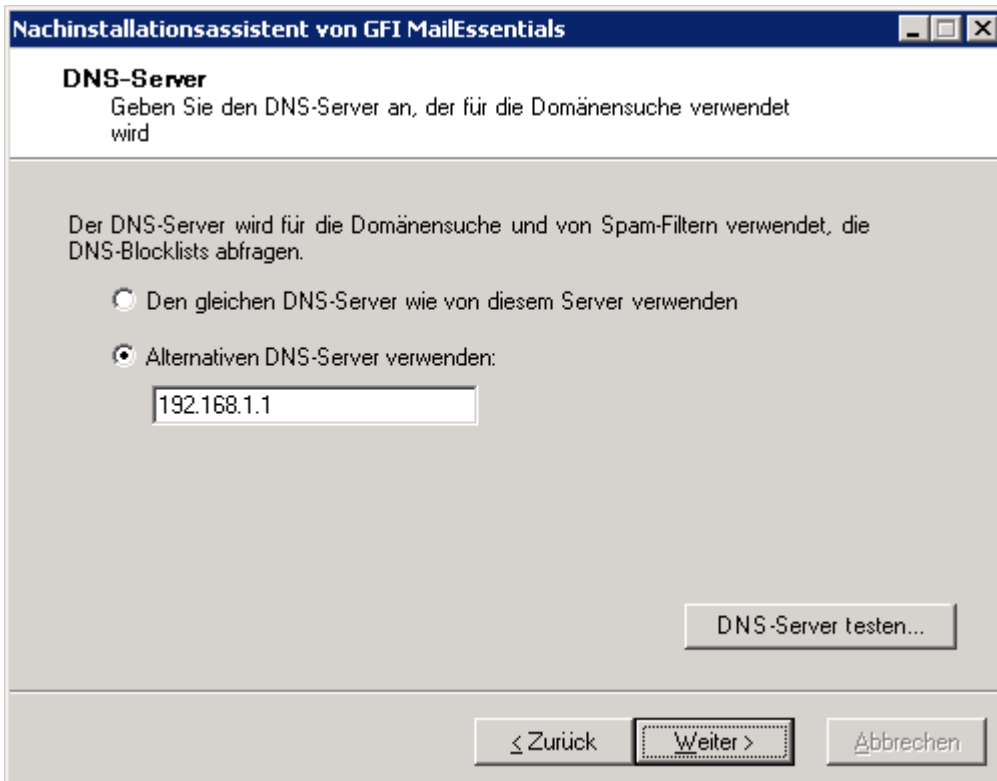 Nachinstallationsassistent von GFI MailEssentials
DNS-Server
Geben Sie den DNS-Server an, der für die Domänensuche verwendet
wird
Der DNS-Server wird für die Domänensuche und von Spam-Filtern verwendet, die
DNS-Blocklists abfragen.
Den gleichen DNS-Server wie von diesem Server verwenden
Alternativen DNS-Server verwenden:
192.168.1.1
DNS-Server testen...
< Zurück
Weiter >
Abbrechen